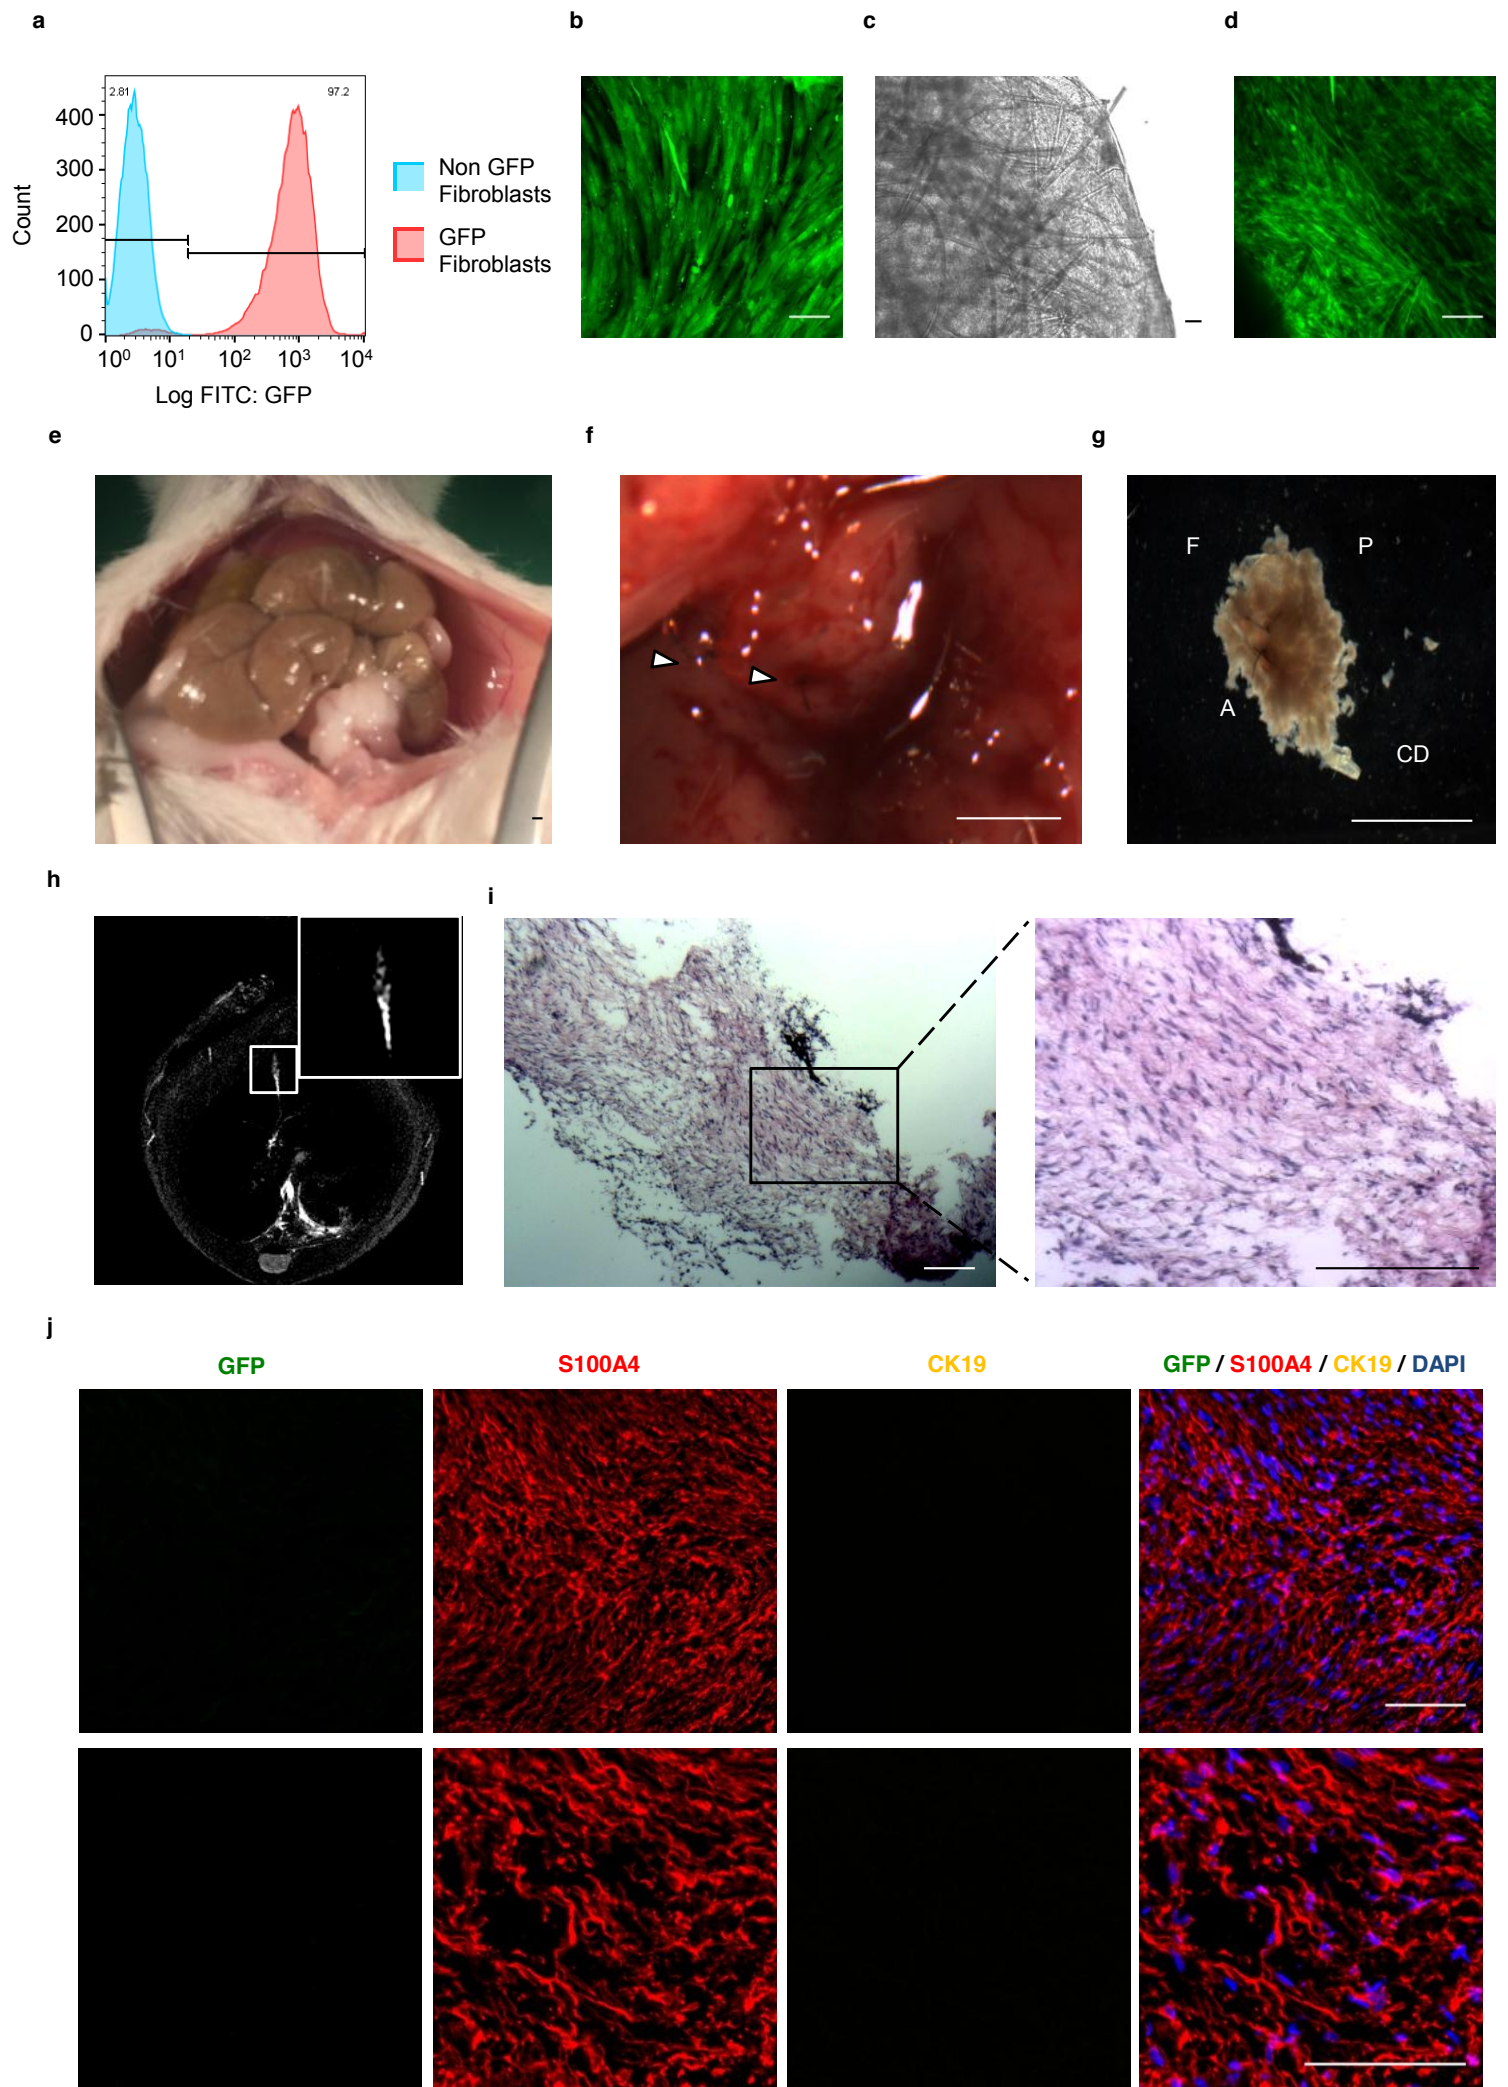 a
b
c
d
2.81
97.2
400
300
200
100
0
Count
10⁰ 10¹ 10² 10³ 10⁴
Log FITC: GFP
Non GFP
Fibroblasts
GFP
Fibroblasts
e
f
g
F
P
A
CD
h
i
j
GFP
S100A4
CK19
GFP / S100A4 / CK19 / DAPI